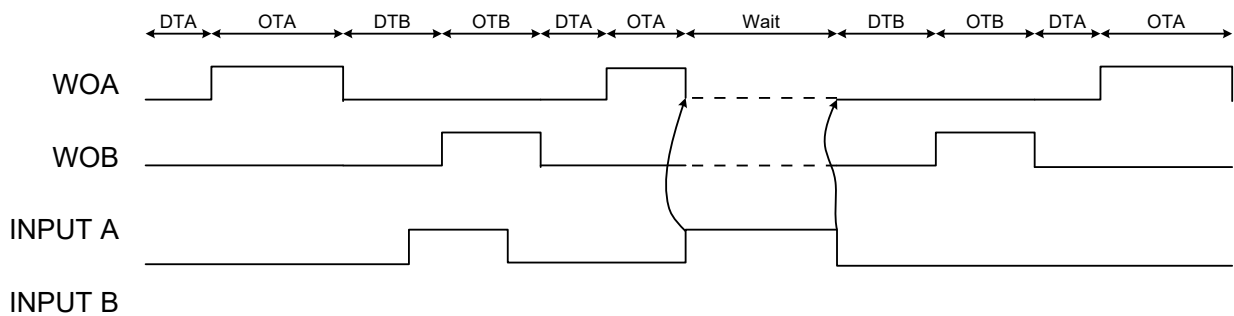 DTA OTA DTB OTB DTA OTA Wait DTB OTB DTA OTA
WOA
WOB
INPUT A
INPUT B